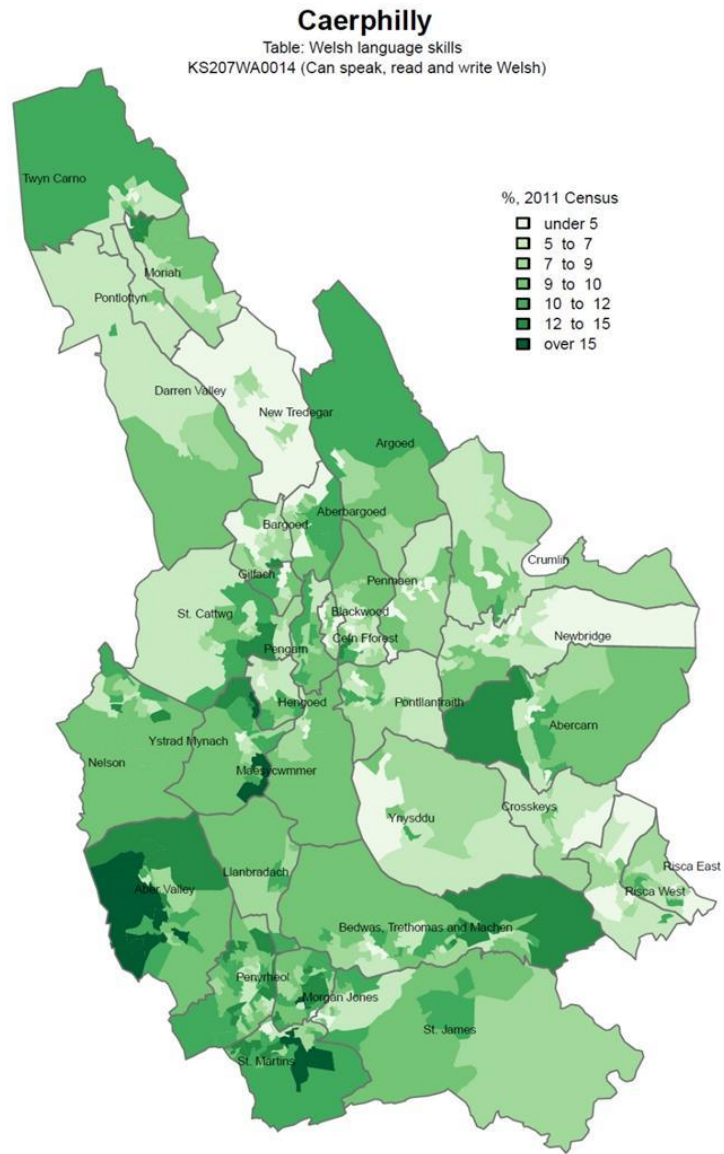 Caerphilly
Table: Welsh language skills
KS207WA0014 (Can speak, read and write Welsh)
Twyn Carno
%, 2011 Census
under 5
5 to 7
7 to 9
9 to 10
10 to 12
12 to 15
over 15
Moriah
Pontlottyn
Darren Valley
New Tredegar
Argoed
Aberbargoed
Bargoed
Crumlin
Gilfach
Penmaen
St. Cattwg
Blackwood
Newbridge
Cefn Fforest
Pengam
Hengoed
Pontllanfraith
Abercarn
Ystrad Mynach
Nelson
Maesycwmmer
Crosskeys
Ynysddu
Risca East
Llanbradach
Aber Valley
Risca West
Bedwas, Trethomas and Machen
Penyrheol
Morgan Jones
St. James
St. Martins